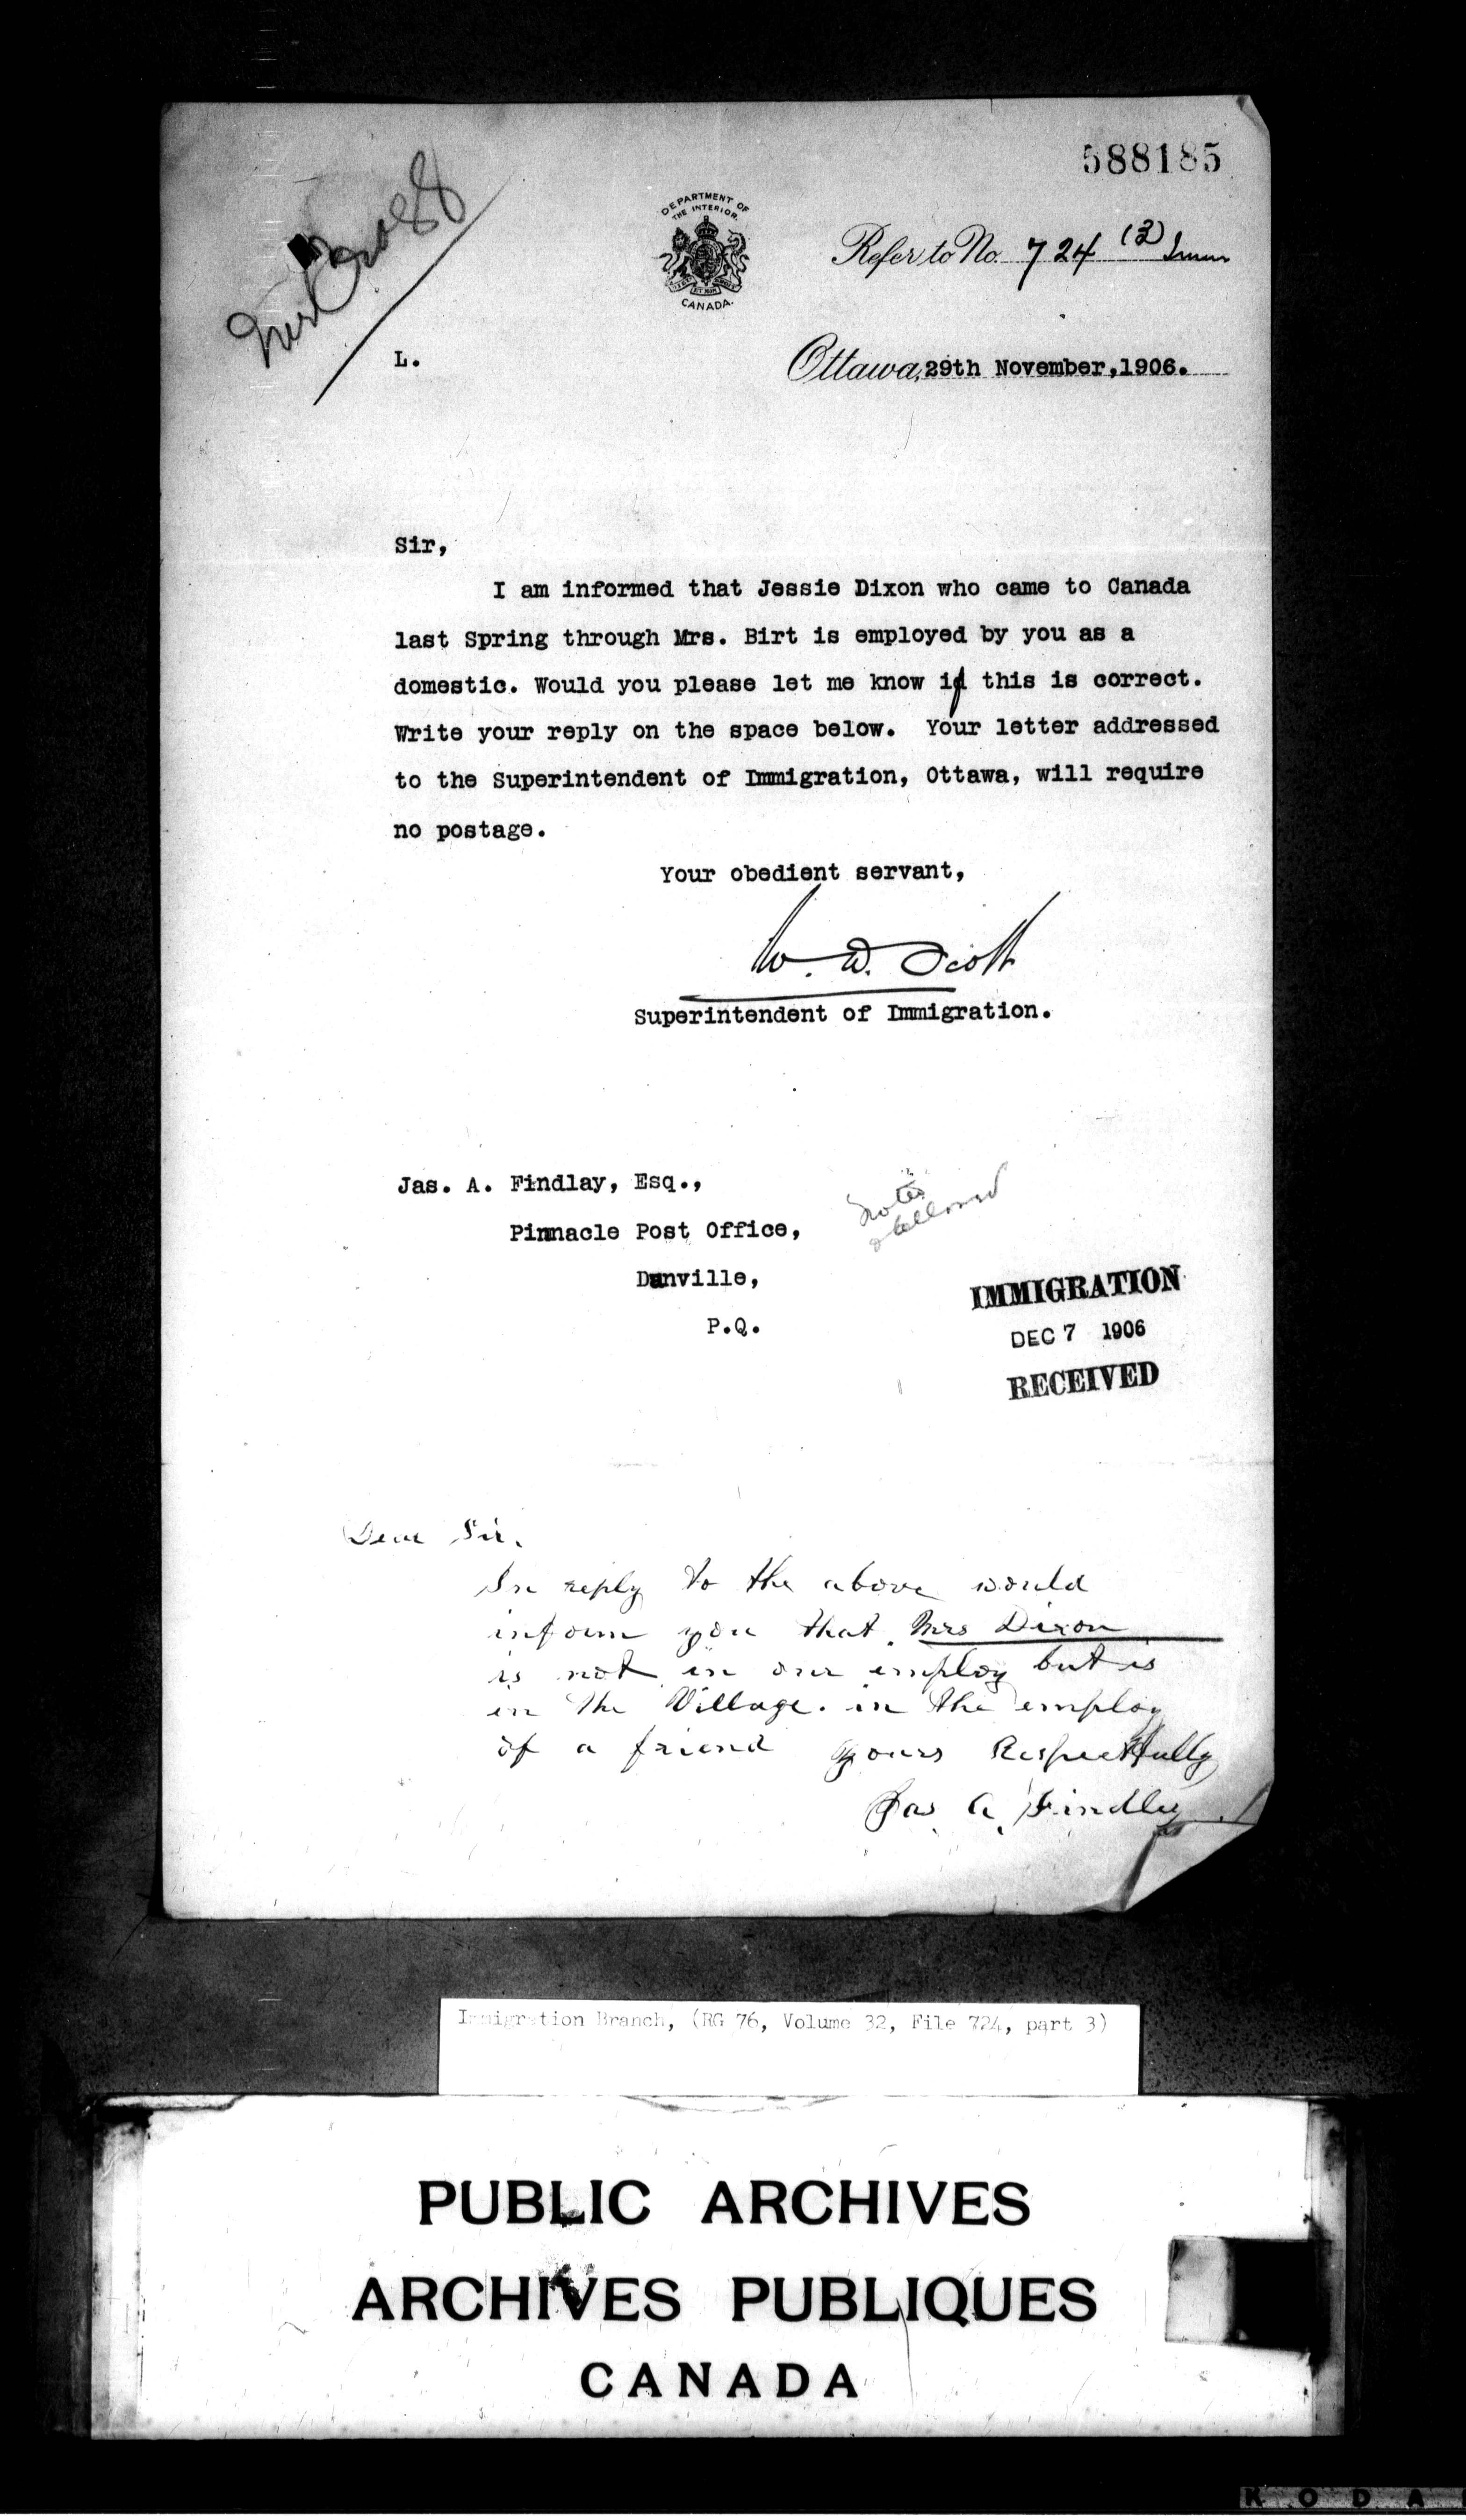 588185
DEPARTMENT OF
THE INTERIOR.
CANADA.
Refer to No. 724 (3) Imm
Miss
L.
Ottawa, 29th November, 1906.
Sir,
I am informed that Jessie Dixon who came to Canada
last Spring through Mrs. Birt is employed by you as a
domestic. Would you please let me know if this is correct.
Write your reply on the space below. Your letter addressed
to the Superintendent of Immigration, Ottawa, will require
no postage.
Your obedient servant,
W. D. Scott
Superintendent of Immigration.
Jas. A. Findlay, Esq.,
Pinnacle Post Office,
Danville,
P.Q.
IMMIGRATION
DEC 7 1906
RECEIVED
Dear Sir.
In reply to the above would
inform you that Mrs Dixon
is not in our employ but is
in the Village. in the employ
of a friend yours Respectfully
Jas A. Findlay
Immigration Branch, (RG 76, Volume 32, File 724, part 3)
PUBLIC ARCHIVES
ARCHIVES PUBLIQUES
CANADA
KODA